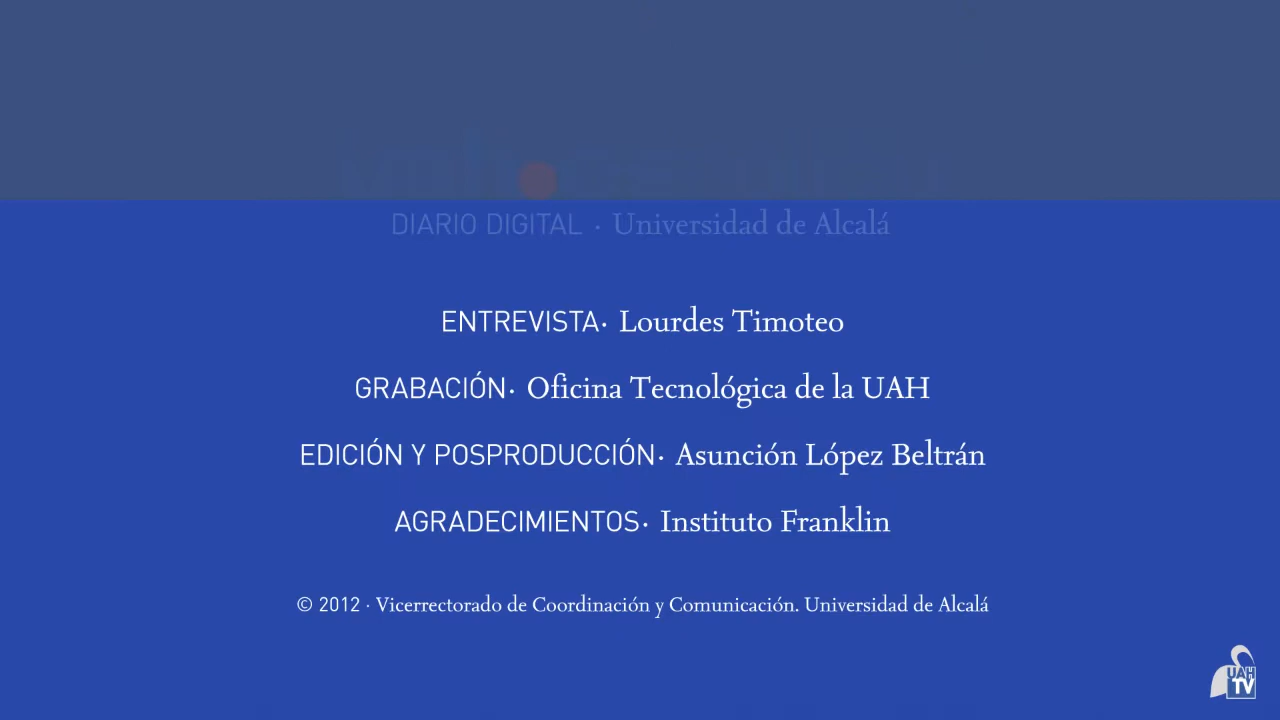 DIARIO DIGITAL · Universidad de Alcalá
ENTREVISTA· Lourdes Timoteo
GRABACIÓN· Oficina Tecnológica de la UAH
EDICIÓN Y POSPRODUCCIÓN· Asunción López Beltrán
AGRADECIMIENTOS· Instituto Franklin
© 2012 · Vicerrectorado de Coordinación y Comunicación. Universidad de Alcalá
UAH
TV